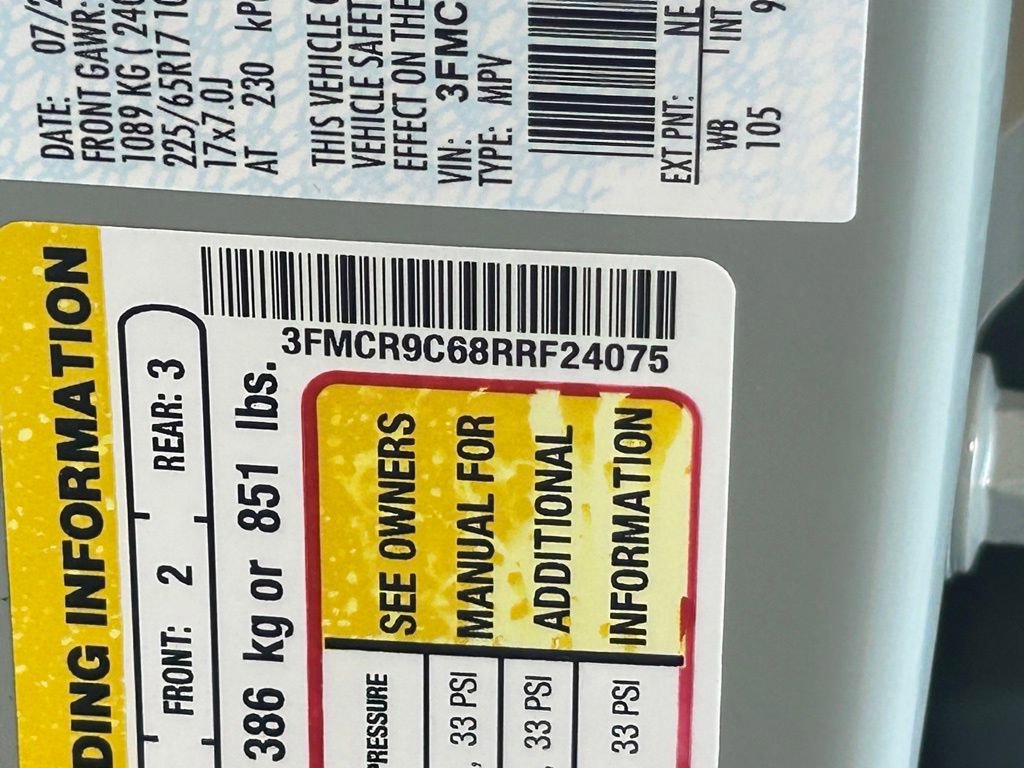 DATE: 07/2
FRONT GAWR:
1089 KG ( 240
225/65R17 10
17x7.0J
AT 230 kP
THIS VEHICLE
VEHICLE SAFET
EFFECT ON THE
VIN: 3FMC
TYPE: MPV
EXT PNT: NE
WB INT
105 9
DING INFORMATION
FRONT: 2 REAR: 3
386 kg or 851 lbs.
3FMCR9C68RRF24075
PRESSURE
, 33 PSI
, 33 PSI
33 PSI
SEE OWNERS
MANUAL FOR
ADDITIONAL
INFORMATION